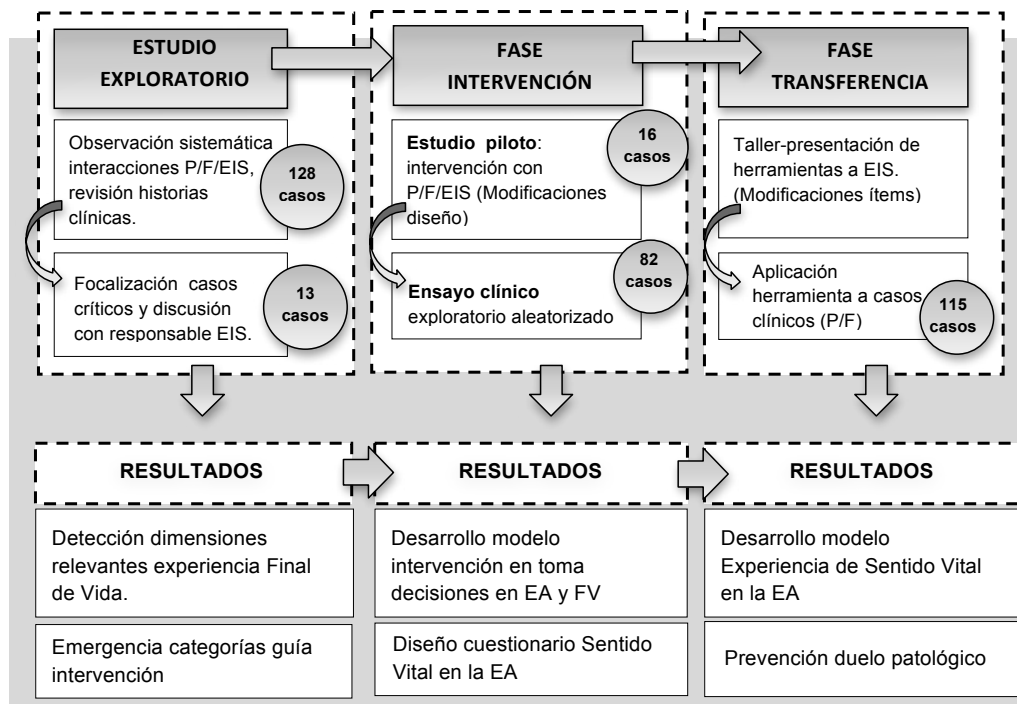 ESTUDIO
EXPLORATORIO
Observación sistemática
interacciones P/F/EIS,
revisión historias
clínicas.
128
casos
Focalización casos
críticos y discusión
con responsable EIS.
13
casos
FASE
INTERVENCIÓN
Estudio piloto:
intervención con
P/F/EIS (Modificaciones
diseño)
16
casos
Ensayo clínico
exploratorio aleatorizado
82
casos
FASE
TRANSFERENCIA
Taller-presentación de
herramientas a EIS.
(Modificaciones ítems)
Aplicación
herramienta a casos
clínicos (P/F)
115
casos
RESULTADOS
Detección dimensiones
relevantes experiencia Final
de Vida.
Emergencia categorías guía
intervención
RESULTADOS
Desarrollo modelo
intervención en toma
decisiones en EA y FV
Diseño cuestionario Sentido
Vital en la EA
RESULTADOS
Desarrollo modelo
Experiencia de Sentido Vital
en la EA
Prevención duelo patológico